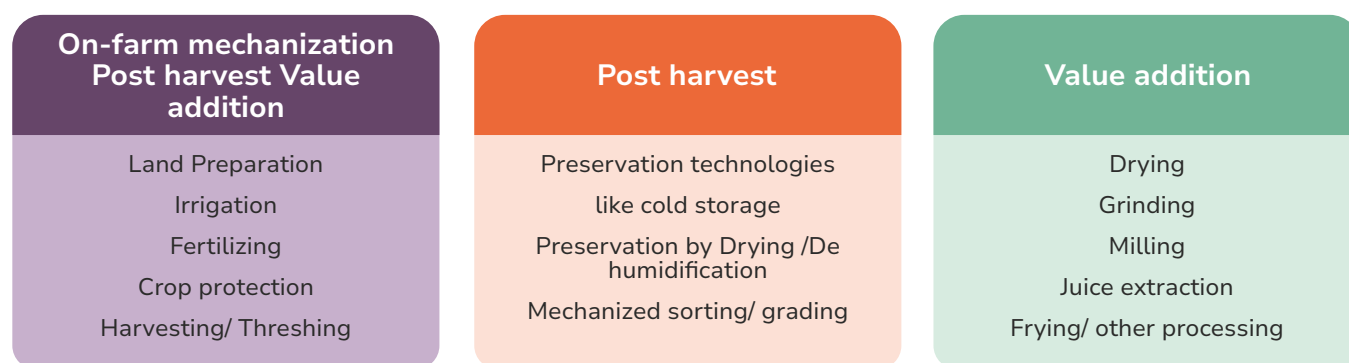 On-farm mechanization
Post harvest Value
addition
Land Preparation
Irrigation
Fertilizing
Crop protection
Harvesting/ Threshing
Post harvest
Preservation technologies
like cold storage
Preservation by Drying /De
humidification
Mechanized sorting/ grading
Value addition
Drying
Grinding
Milling
Juice extraction
Frying/ other processing